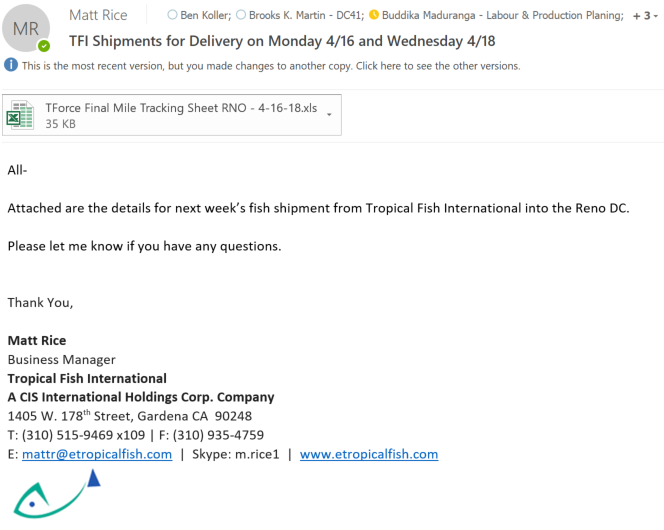 MR
Matt Rice
Ben Koller; Brooks K. Martin - DC41; Buddika Maduranga - Labour & Production Planing; + 3
TFI Shipments for Delivery on Monday 4/16 and Wednesday 4/18
This is the most recent version, but you made changes to another copy. Click here to see the other versions.
TForce Final Mile Tracking Sheet RNO - 4-16-18.xls
35 KB
All-
Attached are the details for next week's fish shipment from Tropical Fish International into the Reno DC.
Please let me know if you have any questions.
Thank You,
Matt Rice
Business Manager
Tropical Fish International
A CIS International Holdings Corp. Company
1405 W. 178th Street, Gardena CA 90248
T: (310) 515-9469 x109 | F: (310) 935-4759
E: mattr@etropicalfish.com | Skype: m.rice1 | www.etropicalfish.com